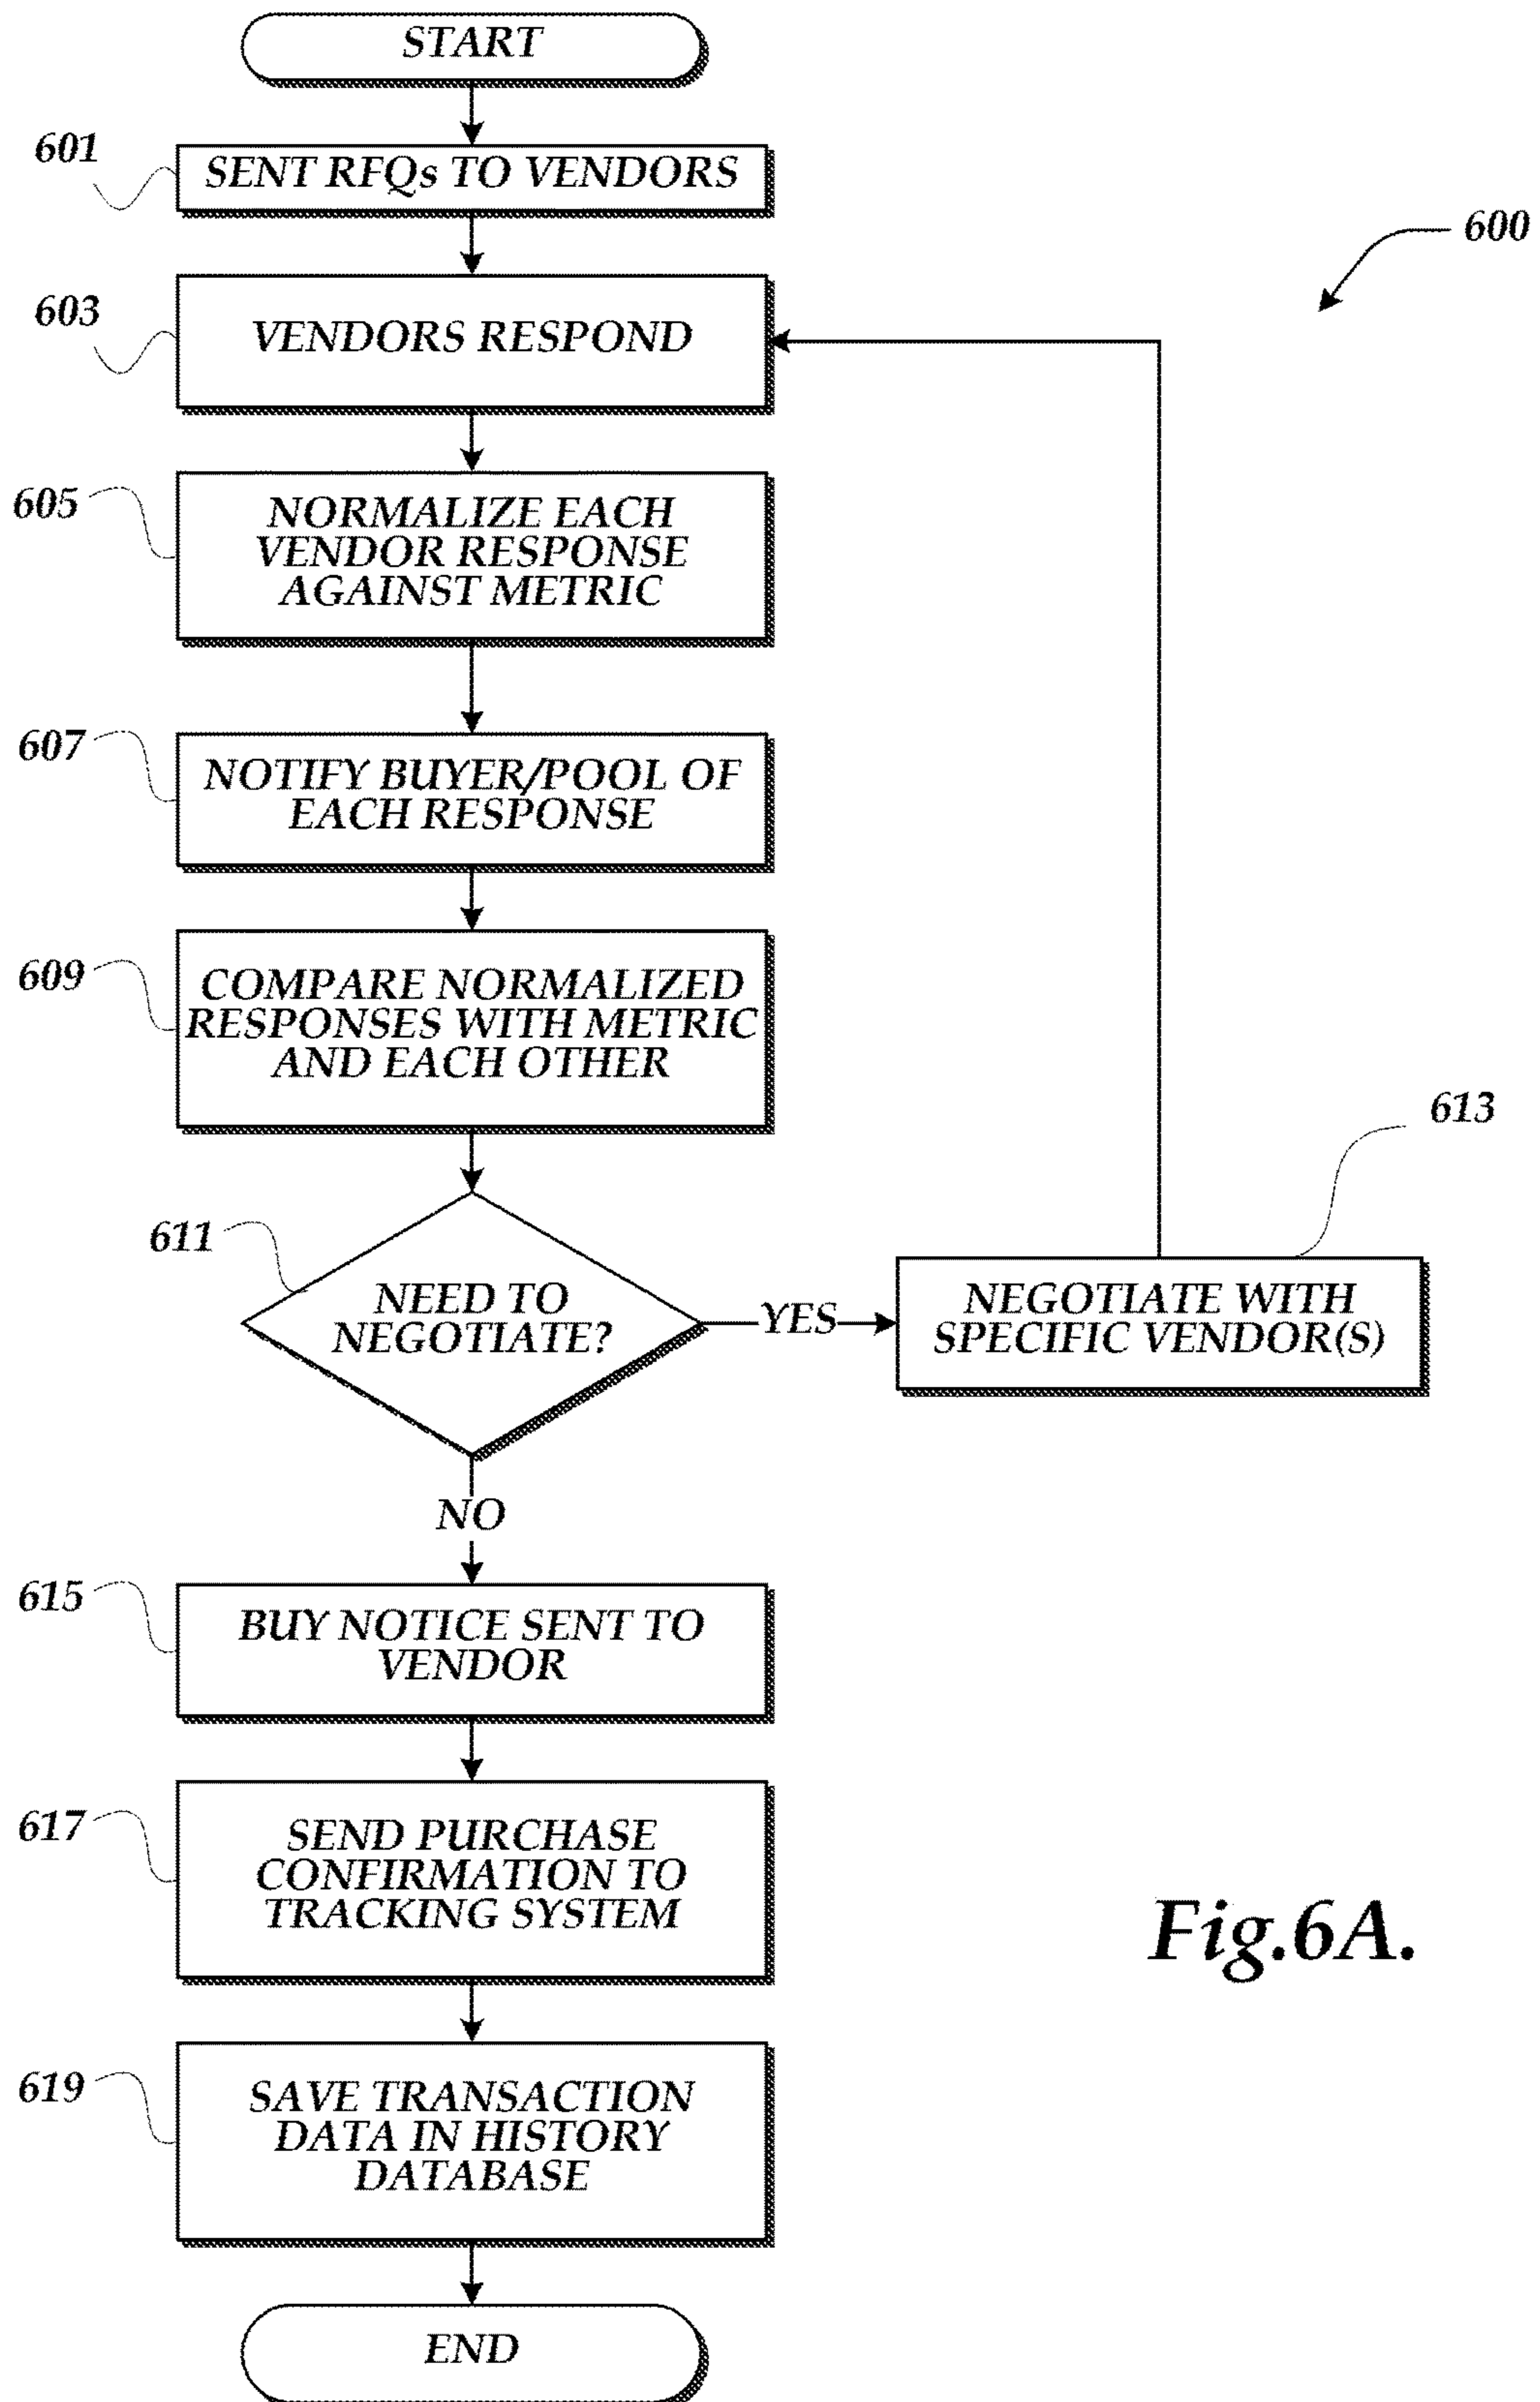 START
601
SENT RFQs TO VENDORS
600
603
VENDORS RESPOND
605
NORMALIZE EACH
VENDOR RESPONSE
AGAINST METRIC
607
NOTIFY BUYER/POOL OF
EACH RESPONSE
609
COMPARE NORMALIZED
RESPONSES WITH METRIC
AND EACH OTHER
611
NEED TO
NEGOTIATE?
YES
613
NEGOTIATE WITH
SPECIFIC VENDOR(S)
NO
615
BUY NOTICE SENT TO
VENDOR
617
SEND PURCHASE
CONFIRMATION TO
TRACKING SYSTEM
619
SAVE TRANSACTION
DATA IN HISTORY
DATABASE
END
Fig.6A.